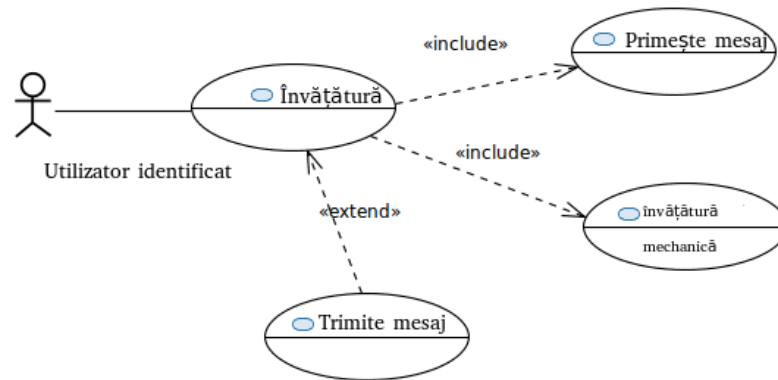 «include»
Primește mesaj
Învățătură
Utilizator identificat
«include»
învățătură
mechanică
«extend»
Trimite mesaj